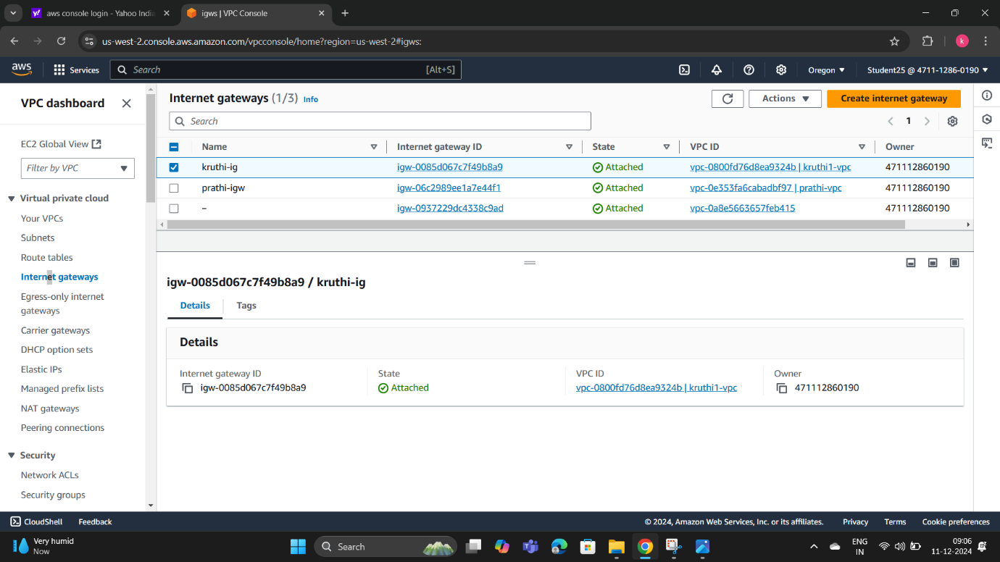 aws console login - Yahoo India
igws | VPC Console
us-west-2.console.aws.amazon.com/vpcconsole/home?region=us-west-2#igws:
k
aws
Services
Search
[Alt+S]
Oregon
Student25 @ 4711-1286-0190
VPC dashboard
EC2 Global View
Filter by VPC
Virtual private cloud
Your VPCs
Subnets
Route tables
Internet gateways
Egress-only internet
gateways
Carrier gateways
DHCP option sets
Elastic IPs
Managed prefix lists
NAT gateways
Peering connections
Security
Network ACLs
Security groups
Internet gateways (1/3) Info
Actions
Create internet gateway
Search
1
Name Internet gateway ID State VPC ID Owner
kruthi-ig igw-0085d067c7f49b8a9 Attached vpc-0800fd76d8ea9324b | kruthi1-vpc 471112860190
prathi-igw igw-06c2989ee1a7e44f1 Attached vpc-0e353fa6cabadbf97 | prathi-vpc 471112860190
– igw-0937229dc4338c9ad Attached vpc-0a8e5663657feb415 471112860190
igw-0085d067c7f49b8a9 / kruthi-ig
Details Tags
Details
Internet gateway ID State VPC ID Owner
igw-0085d067c7f49b8a9 Attached vpc-0800fd76d8ea9324b | kruthi1-vpc 471112860190
CloudShell Feedback © 2024, Amazon Web Services, Inc. or its affiliates. Privacy Terms Cookie preferences
Very humid
Now
Search
ENG
IN
09:06
11-12-2024